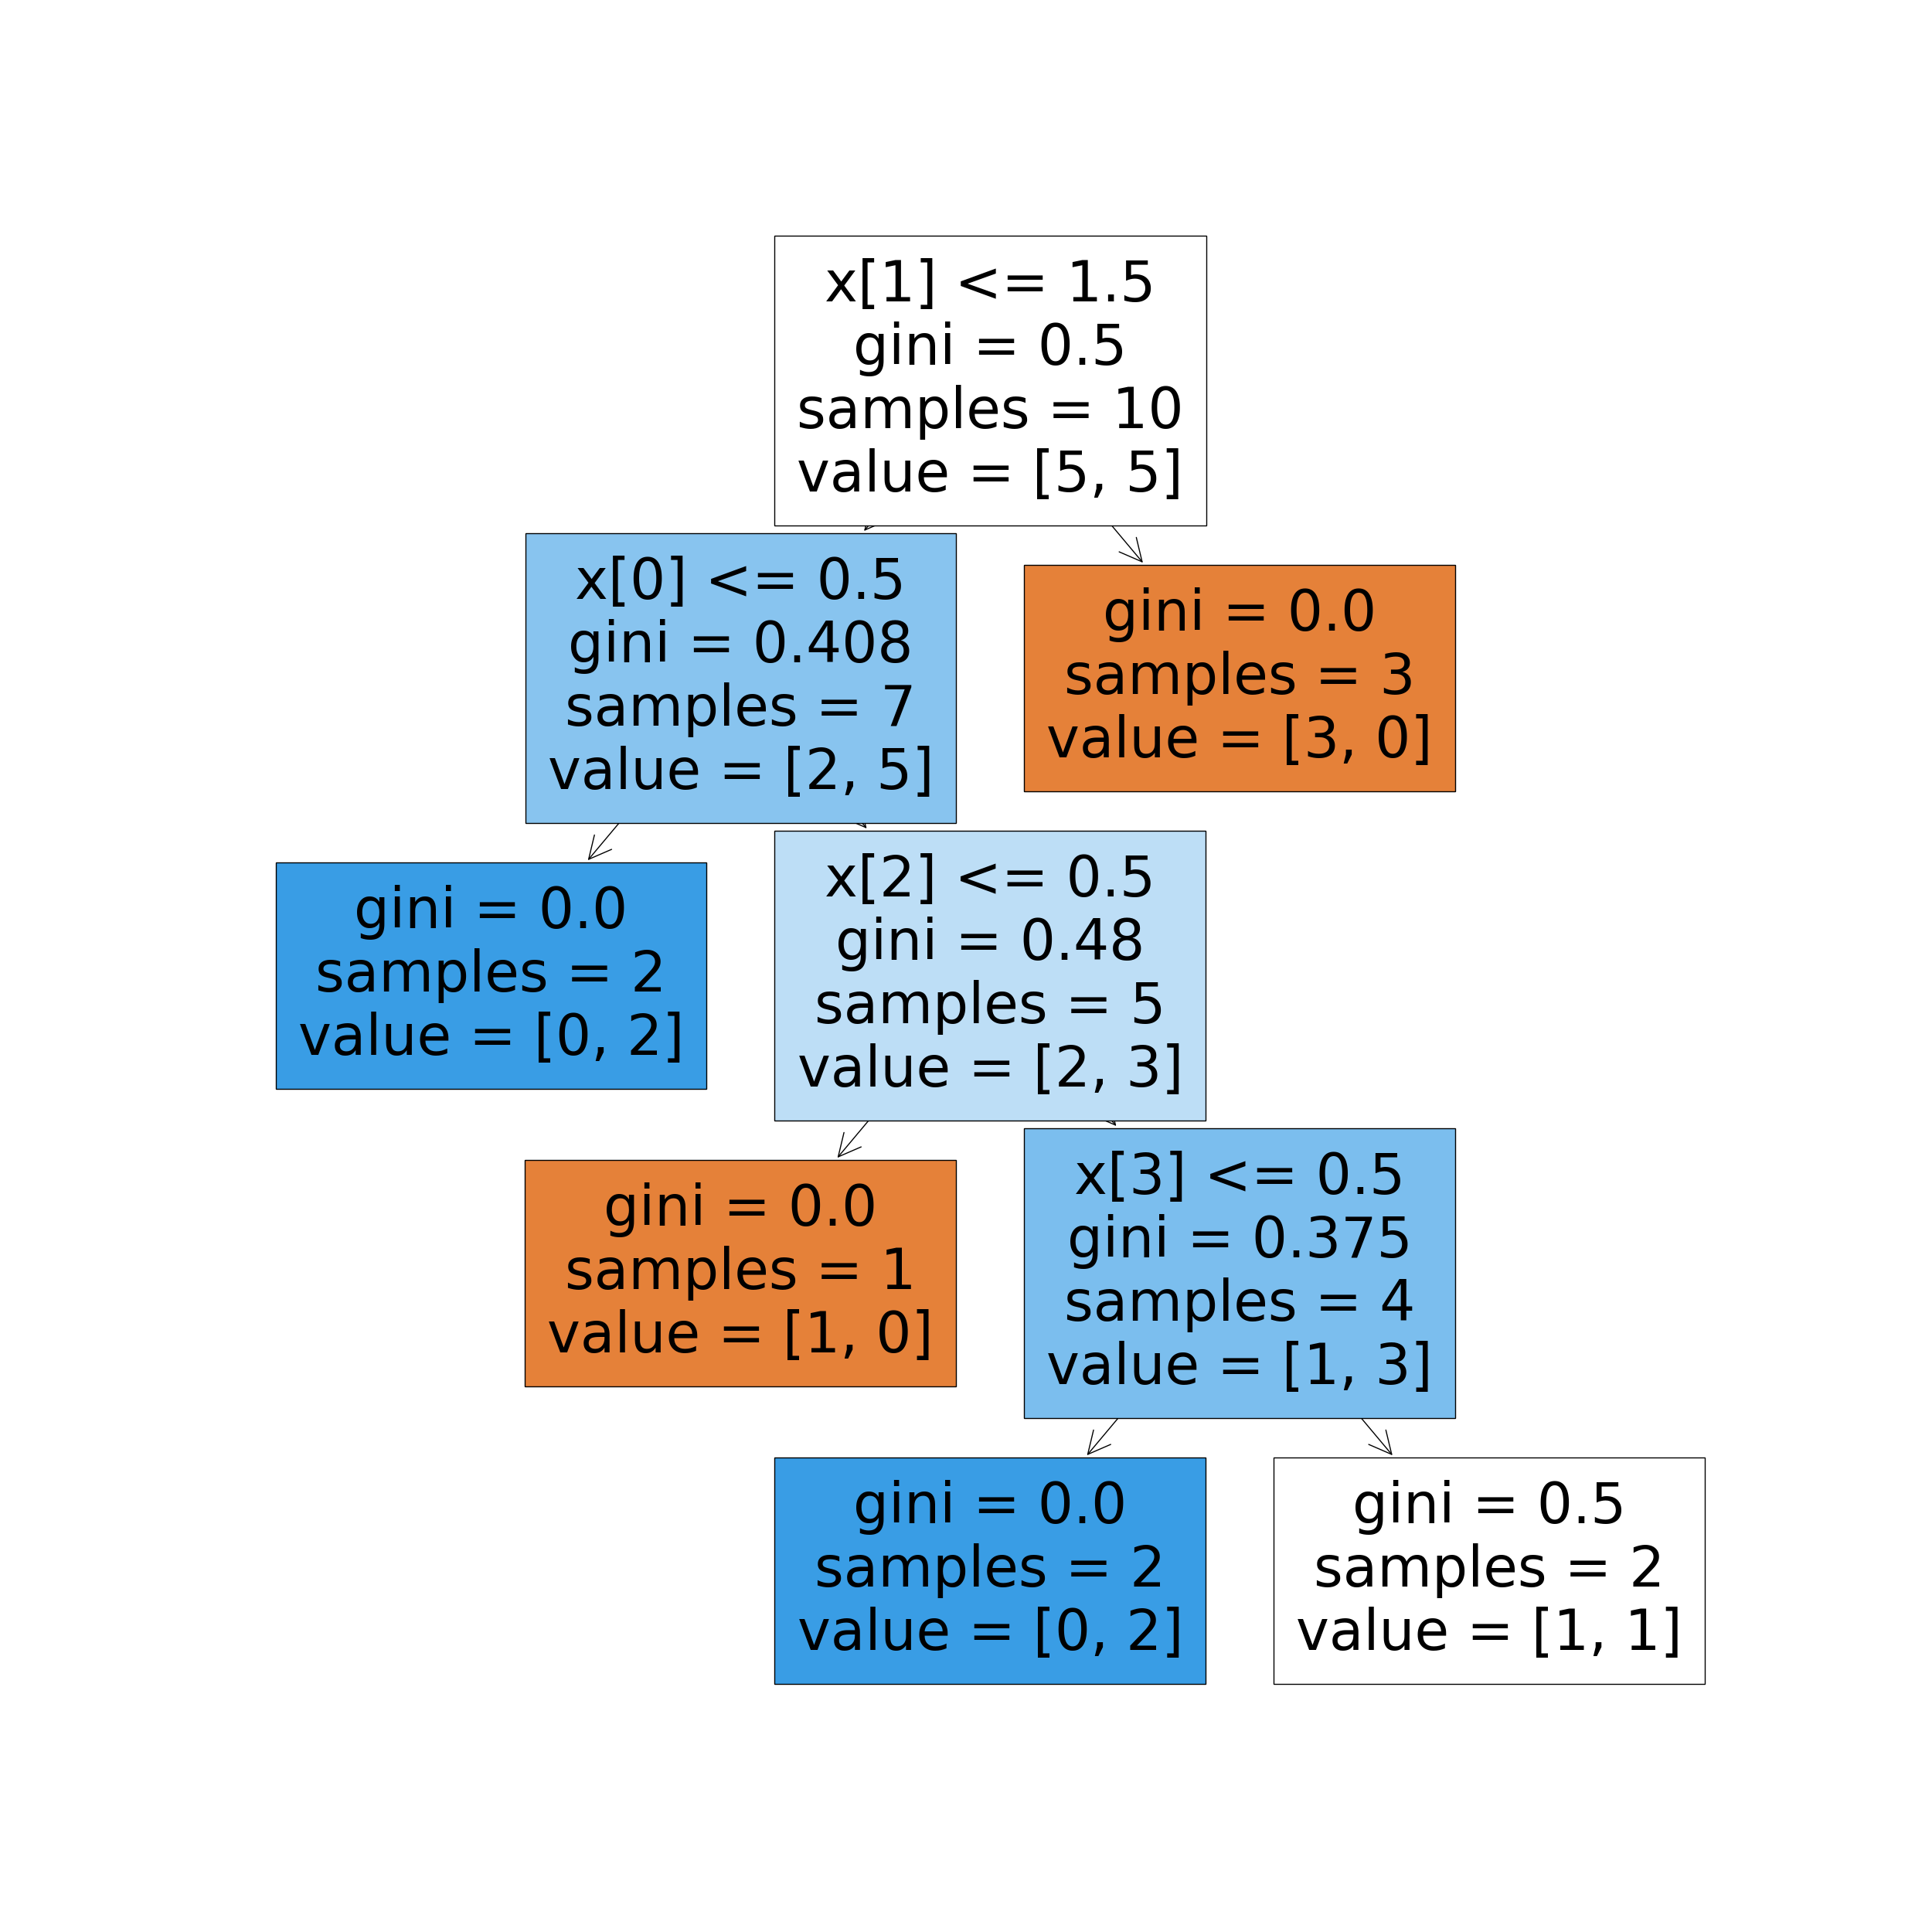 x[1] <= 1.5
gini = 0.5
samples = 10
value = [5, 5]
x[0] <= 0.5
gini = 0.408
samples = 7
value = [2, 5]
gini = 0.0
samples = 3
value = [3, 0]
gini = 0.0
samples = 2
value = [0, 2]
x[2] <= 0.5
gini = 0.48
samples = 5
value = [2, 3]
gini = 0.0
samples = 1
value = [1, 0]
x[3] <= 0.5
gini = 0.375
samples = 4
value = [1, 3]
gini = 0.0
samples = 2
value = [0, 2]
gini = 0.5
samples = 2
value = [1, 1]